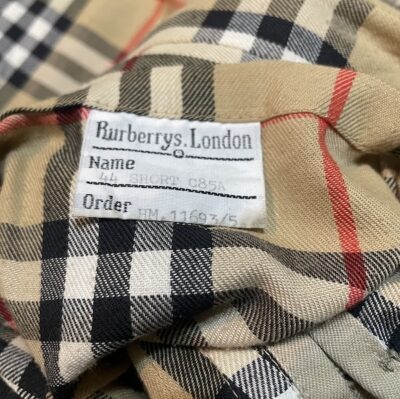 Burberrys. London
Name
44 SHORT C85A
Order HM.11693/5